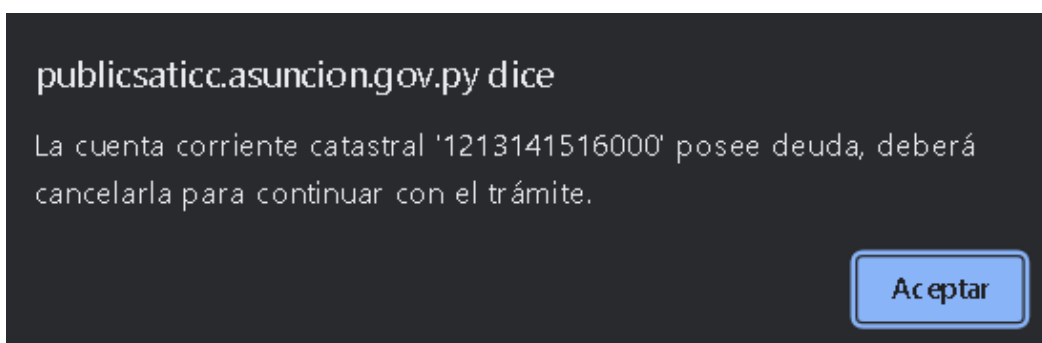 publicsaticc.asuncion.gov.py dice
La cuenta corriente catastral '1213141516000' posee deuda, deberá
cancelarla para continuar con el trámite.
Aceptar